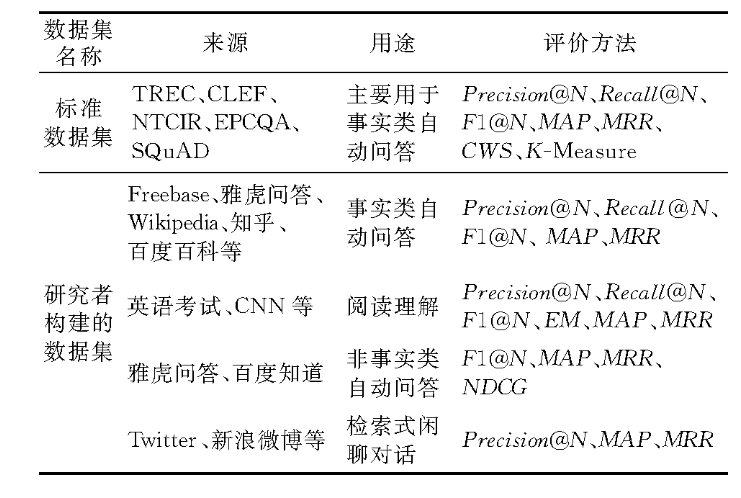 数据集
名称
来源
用途
评价方法
标准
数据集
TREC、CLEF、
NTCIR、EPCQA、
SQuAD
主要用于
事实类自
动问答
Precision@N、Recall@N、
F1@N、MAP、MRR、
CWS、K-Measure
研究者
构建的
数据集
Freebase、雅虎问答、
Wikipedia、知乎、
百度百科等
事实类自
动问答
Precision@N、Recall@N、
F1@N、MAP、MRR
英语考试、CNN 等
阅读理解
Precision@N、Recall@N、
F1@N、EM、MAP、MRR
雅虎问答、百度知道
非事实类
自动问答
F1@N、MAP、MRR、
NDCG
Twitter、新浪微博等
检索式闲
聊对话
Precision@N、MAP、MRR